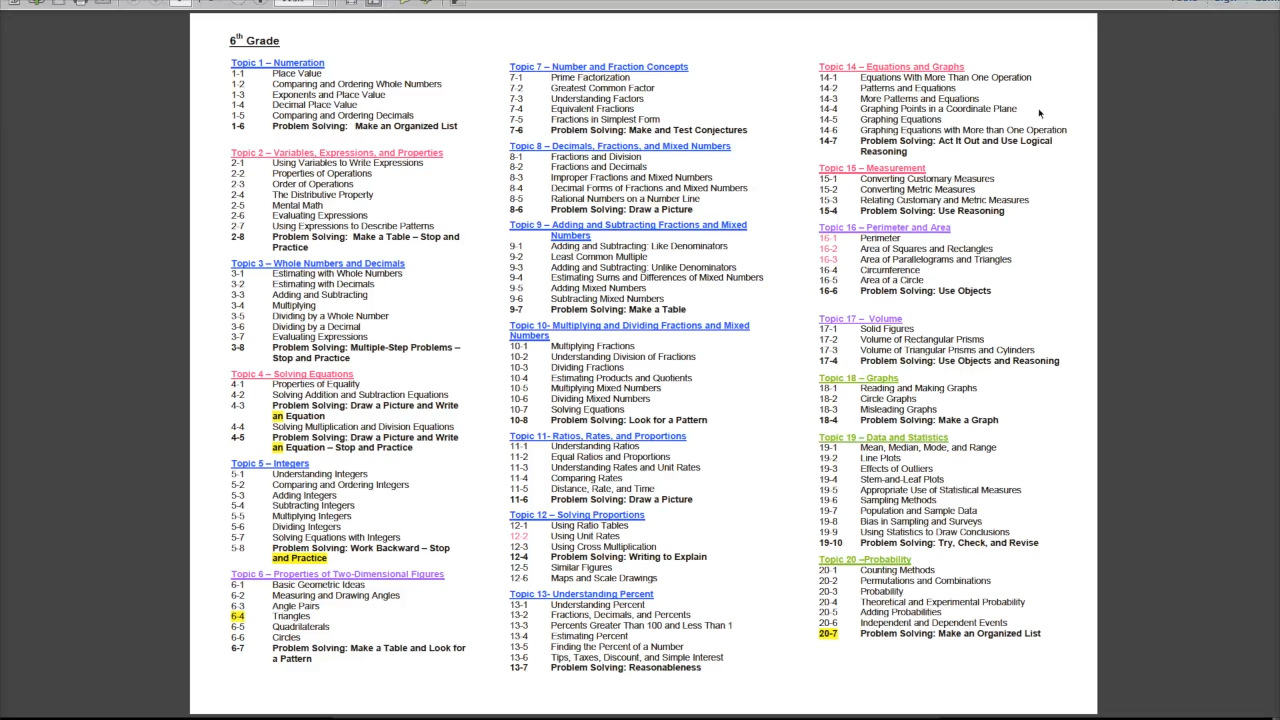 6th Grade
Topic 1 – Numeration
1-1 Place Value
1-2 Comparing and Ordering Whole Numbers
1-3 Exponents and Place Value
1-4 Decimal Place Value
1-5 Comparing and Ordering Decimals
1-6 Problem Solving: Make an Organized List
Topic 2 – Variables, Expressions, and Properties
2-1 Using Variables to Write Expressions
2-2 Properties of Operations
2-3 Order of Operations
2-4 The Distributive Property
2-5 Mental Math
2-6 Evaluating Expressions
2-7 Using Expressions to Describe Patterns
2-8 Problem Solving: Make a Table – Stop and
Practice
Topic 3 – Whole Numbers and Decimals
3-1 Estimating with Whole Numbers
3-2 Estimating with Decimals
3-3 Adding and Subtracting
3-4 Multiplying
3-5 Dividing by a Whole Number
3-6 Dividing by a Decimal
3-7 Evaluating Expressions
3-8 Problem Solving: Multiple-Step Problems –
Stop and Practice
Topic 4 – Solving Equations
4-1 Properties of Equality
4-2 Solving Addition and Subtraction Equations
4-3 Problem Solving: Draw a Picture and Write
an Equation
4-4 Solving Multiplication and Division Equations
4-5 Problem Solving: Draw a Picture and Write
an Equation – Stop and Practice
Topic 5 – Integers
5-1 Understanding Integers
5-2 Comparing and Ordering Integers
5-3 Adding Integers
5-4 Subtracting Integers
5-5 Multiplying Integers
5-6 Dividing Integers
5-7 Solving Equations with Integers
5-8 Problem Solving: Work Backward – Stop
and Practice
Topic 6 – Properties of Two-Dimensional Figures
6-1 Basic Geometric Ideas
6-2 Measuring and Drawing Angles
6-3 Angle Pairs
6-4 Triangles
6-5 Quadrilaterals
6-6 Circles
6-7 Problem Solving: Make a Table and Look for
a Pattern
Topic 7 – Number and Fraction Concepts
7-1 Prime Factorization
7-2 Greatest Common Factor
7-3 Understanding Factors
7-4 Equivalent Fractions
7-5 Fractions in Simplest Form
7-6 Problem Solving: Make and Test Conjectures
Topic 8 – Decimals, Fractions, and Mixed Numbers
8-1 Fractions and Division
8-2 Fractions and Decimals
8-3 Improper Fractions and Mixed Numbers
8-4 Decimal Forms of Fractions and Mixed Numbers
8-5 Rational Numbers on a Number Line
8-6 Problem Solving: Draw a Picture
Topic 9 – Adding and Subtracting Fractions and Mixed
Numbers
9-1 Adding and Subtracting: Like Denominators
9-2 Least Common Multiple
9-3 Adding and Subtracting: Unlike Denominators
9-4 Estimating Sums and Differences of Mixed Numbers
9-5 Adding Mixed Numbers
9-6 Subtracting Mixed Numbers
9-7 Problem Solving: Make a Table
Topic 10- Multiplying and Dividing Fractions and Mixed
Numbers
10-1 Multiplying Fractions
10-2 Understanding Division of Fractions
10-3 Dividing Fractions
10-4 Estimating Products and Quotients
10-5 Multiplying Mixed Numbers
10-6 Dividing Mixed Numbers
10-7 Solving Equations
10-8 Problem Solving: Look for a Pattern
Topic 11- Ratios, Rates, and Proportions
11-1 Understanding Ratios
11-2 Equal Ratios and Proportions
11-3 Understanding Rates and Unit Rates
11-4 Comparing Rates
11-5 Distance, Rate, and Time
11-6 Problem Solving: Draw a Picture
Topic 12 – Solving Proportions
12-1 Using Ratio Tables
12-2 Using Unit Rates
12-3 Using Cross Multiplication
12-4 Problem Solving: Writing to Explain
12-5 Similar Figures
12-6 Maps and Scale Drawings
Topic 13- Understanding Percent
13-1 Understanding Percent
13-2 Fractions, Decimals, and Percents
13-3 Percents Greater Than 100 and Less Than 1
13-4 Estimating Percent
13-5 Finding the Percent of a Number
13-6 Tips, Taxes, Discount, and Simple Interest
13-7 Problem Solving: Reasonableness
Topic 14 – Equations and Graphs
14-1 Equations With More Than One Operation
14-2 Patterns and Equations
14-3 More Patterns and Equations
14-4 Graphing Points in a Coordinate Plane
14-5 Graphing Equations
14-6 Graphing Equations with More than One Operation
14-7 Problem Solving: Act It Out and Use Logical
Reasoning
Topic 15 – Measurement
15-1 Converting Customary Measures
15-2 Converting Metric Measures
15-3 Relating Customary and Metric Measures
15-4 Problem Solving: Use Reasoning
Topic 16 – Perimeter and Area
16-1 Perimeter
16-2 Area of Squares and Rectangles
16-3 Area of Parallelograms and Triangles
16-4 Circumference
16-5 Area of a Circle
16-6 Problem Solving: Use Objects
Topic 17 – Volume
17-1 Solid Figures
17-2 Volume of Rectangular Prisms
17-3 Volume of Triangular Prisms and Cylinders
17-4 Problem Solving: Use Objects and Reasoning
Topic 18 – Graphs
18-1 Reading and Making Graphs
18-2 Circle Graphs
18-3 Misleading Graphs
18-4 Problem Solving: Make a Graph
Topic 19 – Data and Statistics
19-1 Mean, Median, Mode, and Range
19-2 Line Plots
19-3 Effects of Outliers
19-4 Stem-and-Leaf Plots
19-5 Appropriate Use of Statistical Measures
19-6 Sampling Methods
19-7 Population and Sample Data
19-8 Bias in Sampling and Surveys
19-9 Using Statistics to Draw Conclusions
19-10 Problem Solving: Try, Check, and Revise
Topic 20 –Probability
20-1 Counting Methods
20-2 Permutations and Combinations
20-3 Probability
20-4 Theoretical and Experimental Probability
20-5 Adding Probabilities
20-6 Independent and Dependent Events
20-7 Problem Solving: Make an Organized List